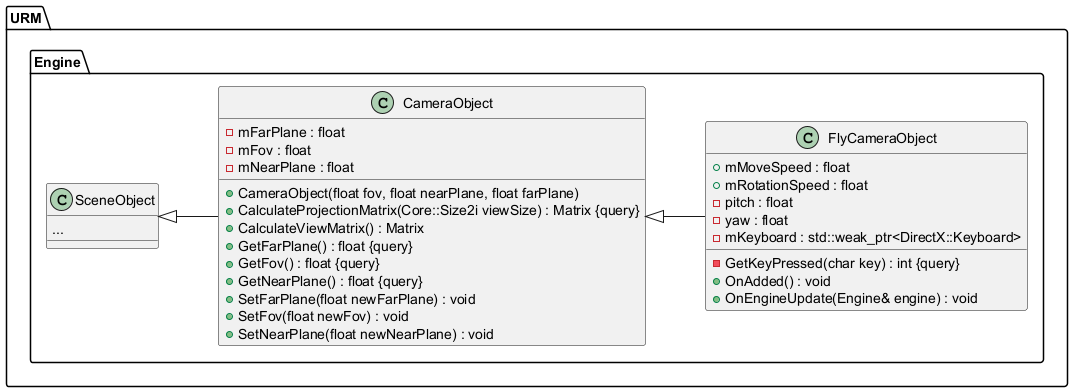 URM
Engine
C SceneObject
...
C CameraObject
mFarPlane : float
mFov : float
mNearPlane : float
CameraObject(float fov, float nearPlane, float farPlane)
CalculateProjectionMatrix(Core::Size2i viewSize) : Matrix {query}
CalculateViewMatrix() : Matrix
GetFarPlane() : float {query}
GetFov() : float {query}
GetNearPlane() : float {query}
SetFarPlane(float newFarPlane) : void
SetFov(float newFov) : void
SetNearPlane(float newNearPlane) : void
C FlyCameraObject
mMoveSpeed : float
mRotationSpeed : float
pitch : float
yaw : float
mKeyboard : std::weak_ptr<DirectX::Keyboard>
GetKeyPressed(char key) : int {query}
OnAdded() : void
OnEngineUpdate(Engine& engine) : void